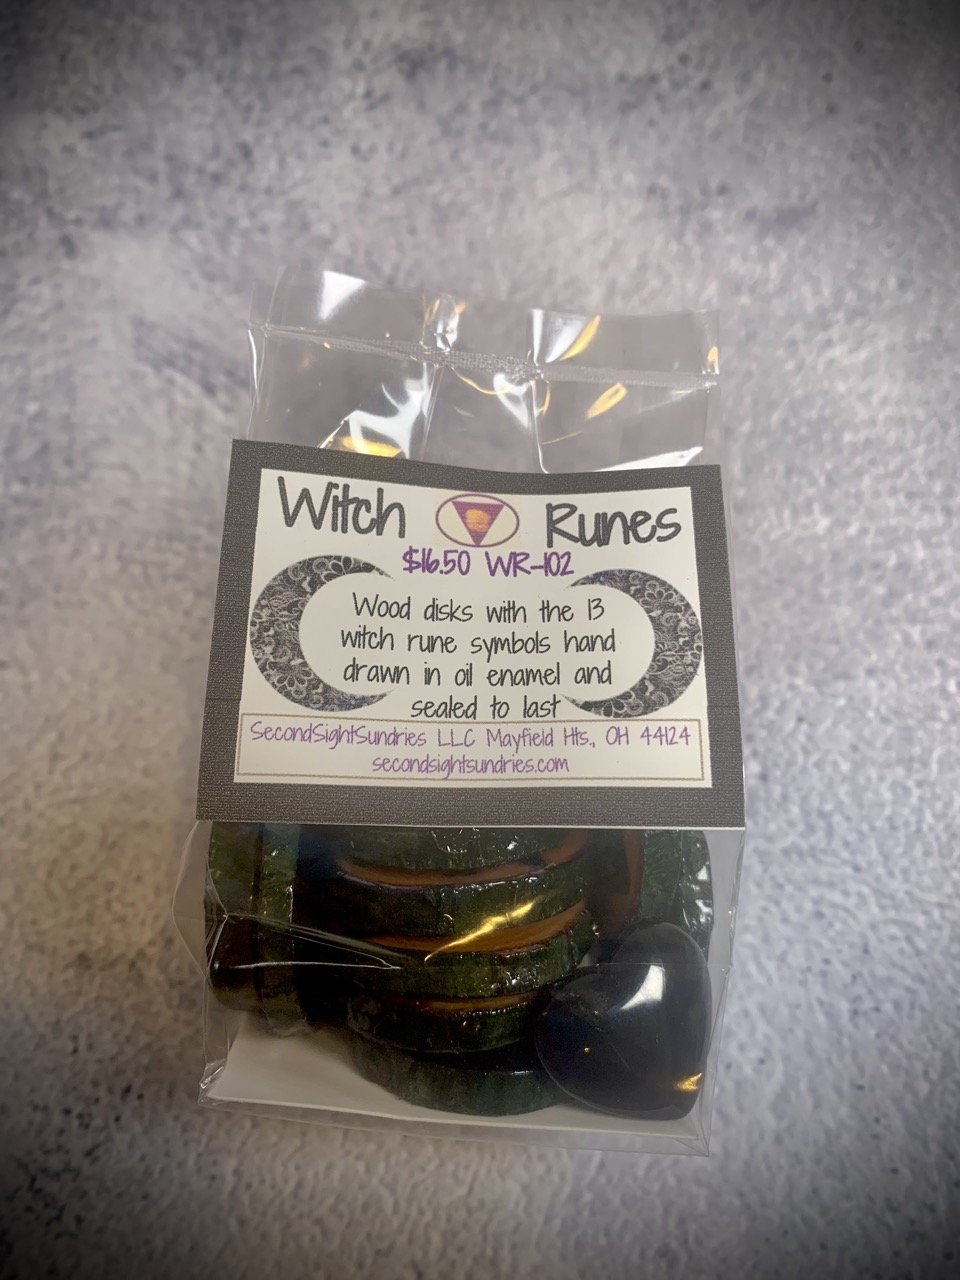 Witch Runes
$16.50 WR-102
Wood disks with the 13
witch rune symbols hand
drawn in oil enamel and
sealed to last
SecondSightSundries LLC Mayfield Hts., OH 44124
secondsightsundries.com